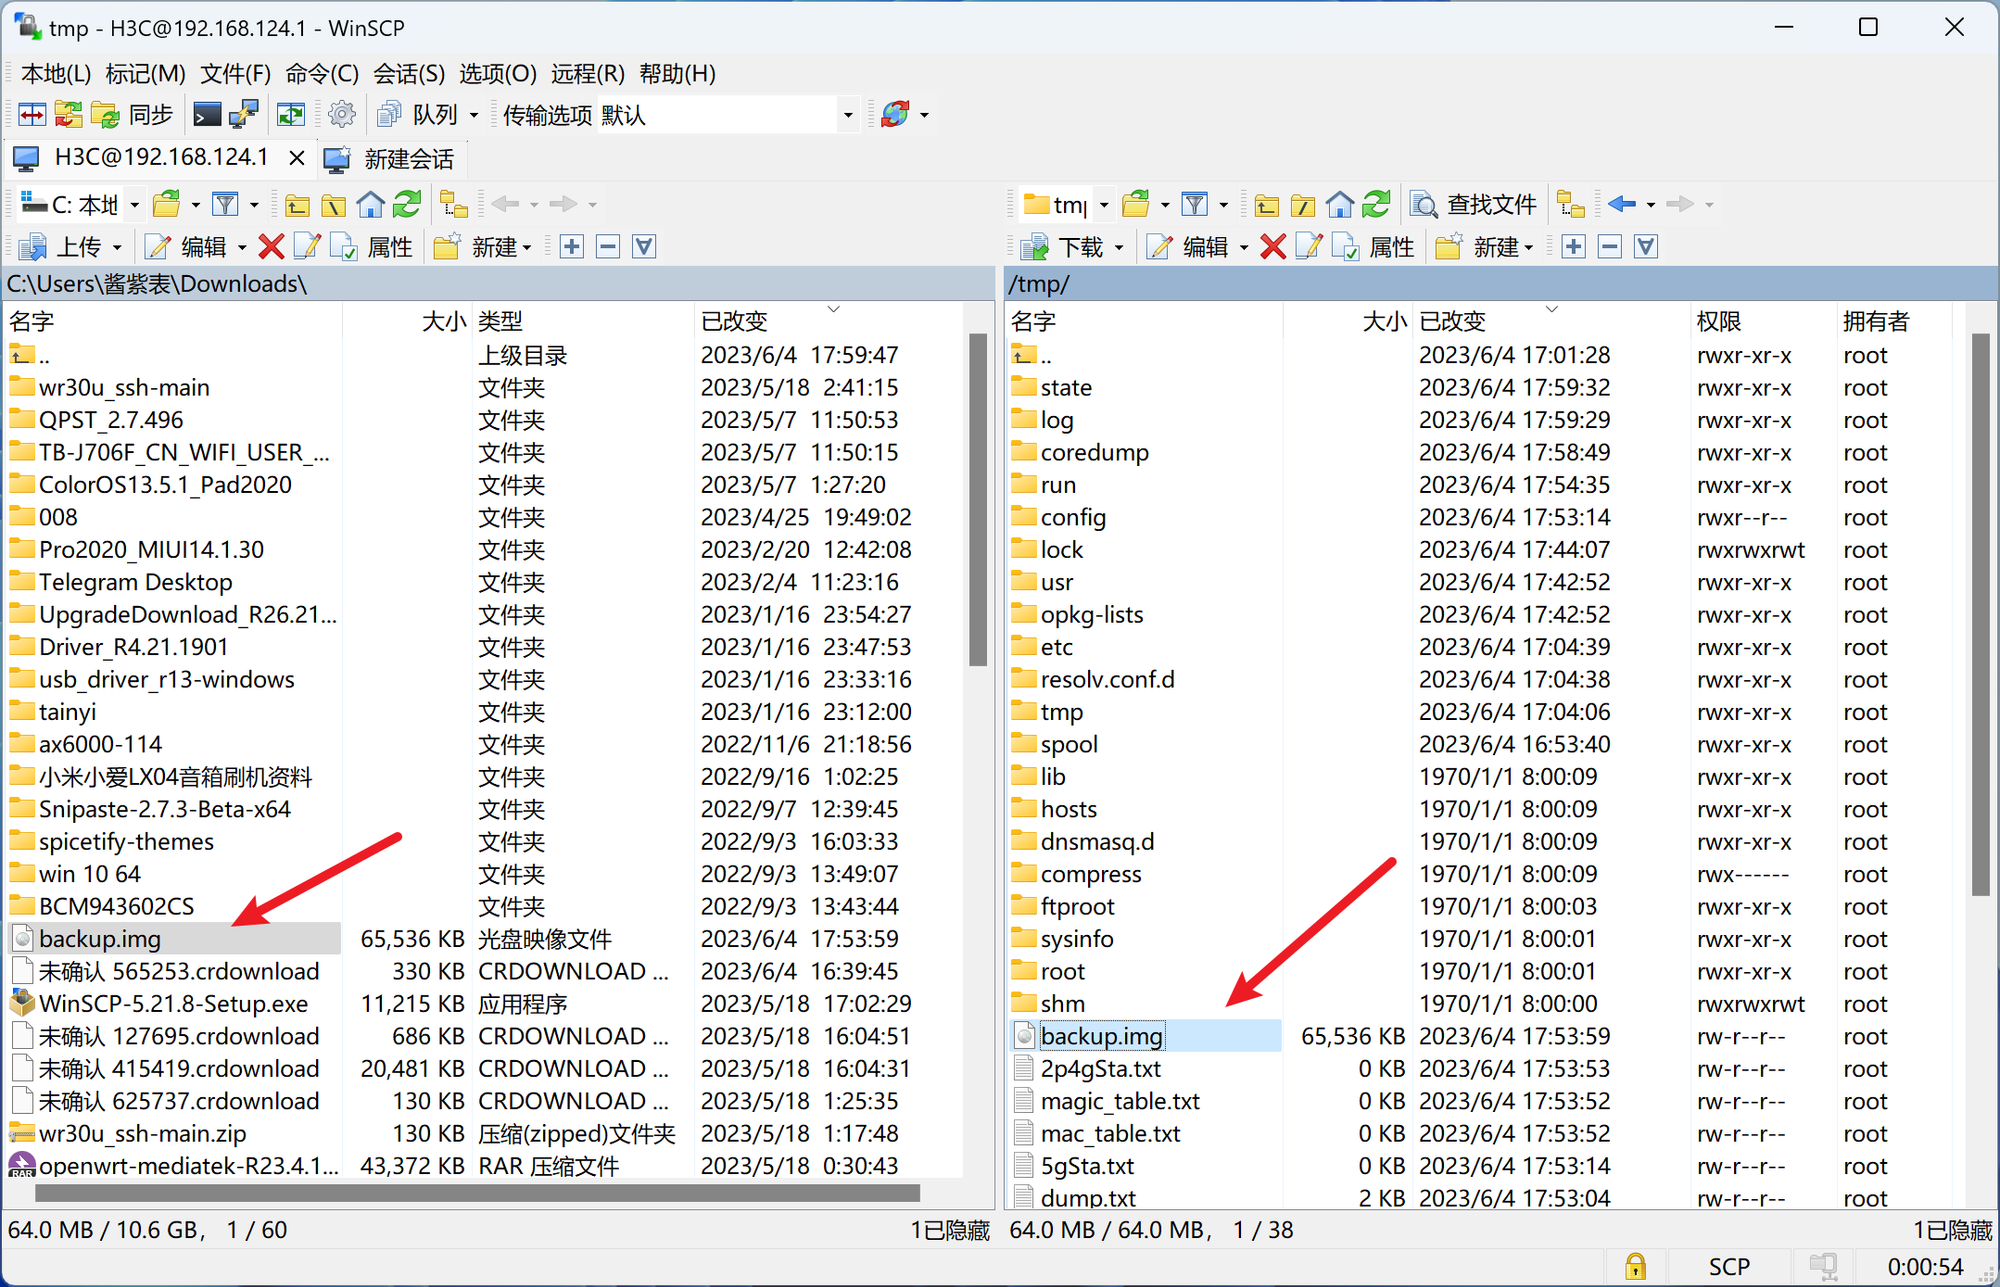 tmp - H3C@192.168.124.1 - WinSCP
本地(L) 标记(M) 文件(F) 命令(C) 会话(S) 选项(O) 远程(R) 帮助(H)
同步 队列 传输选项 默认
H3C@192.168.124.1 新建会话
C: 本地
上传 编辑 属性 新建
C:\Users\酱紫表\Downloads\
名字 大小 类型 已改变
.. 上级目录 2023/6/4 17:59:47
wr30u_ssh-main 文件夹 2023/5/18 2:41:15
QPST_2.7.496 文件夹 2023/5/7 11:50:53
TB-J706F_CN_WIFI_USER_... 文件夹 2023/5/7 11:50:15
ColorOS13.5.1_Pad2020 文件夹 2023/5/7 1:27:20
008 文件夹 2023/4/25 19:49:02
Pro2020_MIUI14.1.30 文件夹 2023/2/20 12:42:08
Telegram Desktop 文件夹 2023/2/4 11:23:16
UpgradeDownload_R26.21... 文件夹 2023/1/16 23:54:27
Driver_R4.21.1901 文件夹 2023/1/16 23:47:53
usb_driver_r13-windows 文件夹 2023/1/16 23:33:16
tainyi 文件夹 2023/1/16 23:12:00
ax6000-114 文件夹 2022/11/6 21:18:56
小米小爱LX04音箱刷机资料 文件夹 2022/9/16 1:02:25
Snipaste-2.7.3-Beta-x64 文件夹 2022/9/7 12:39:45
spicetify-themes 文件夹 2022/9/3 16:03:33
win 10 64 文件夹 2022/9/3 13:49:07
BCM943602CS 文件夹 2022/9/3 13:43:44
backup.img 65,536 KB 光盘映像文件 2023/6/4 17:53:59
未确认 565253.crdownload 330 KB CRDOWNLOAD ... 2023/6/4 16:39:45
WinSCP-5.21.8-Setup.exe 11,215 KB 应用程序 2023/5/18 17:02:29
未确认 127695.crdownload 686 KB CRDOWNLOAD ... 2023/5/18 16:04:51
未确认 415419.crdownload 20,481 KB CRDOWNLOAD ... 2023/5/18 16:04:31
未确认 625737.crdownload 130 KB CRDOWNLOAD ... 2023/5/18 1:25:35
wr30u_ssh-main.zip 130 KB 压缩(zipped)文件夹 2023/5/18 1:17:48
RAR openwrt-mediatek-R23.4.1... 43,372 KB RAR 压缩文件 2023/5/18 0:30:43
64.0 MB / 10.6 GB， 1 / 60 1已隐藏
tmp 查找文件
下载 编辑 属性 新建
/tmp/
名字 大小 已改变 权限 拥有者
.. 2023/6/4 17:01:28 rwxr-xr-x root
state 2023/6/4 17:59:32 rwxr-xr-x root
log 2023/6/4 17:59:29 rwxr-xr-x root
coredump 2023/6/4 17:58:49 rwxr-xr-x root
run 2023/6/4 17:54:35 rwxr-xr-x root
config 2023/6/4 17:53:14 rwxr--r-- root
lock 2023/6/4 17:44:07 rwxrwxrwt root
usr 2023/6/4 17:42:52 rwxr-xr-x root
opkg-lists 2023/6/4 17:42:52 rwxr-xr-x root
etc 2023/6/4 17:04:39 rwxr-xr-x root
resolv.conf.d 2023/6/4 17:04:38 rwxr-xr-x root
tmp 2023/6/4 17:04:06 rwxr-xr-x root
spool 2023/6/4 16:53:40 rwxr-xr-x root
lib 1970/1/1 8:00:09 rwxr-xr-x root
hosts 1970/1/1 8:00:09 rwxr-xr-x root
dnsmasq.d 1970/1/1 8:00:09 rwxr-xr-x root
compress 1970/1/1 8:00:09 rwx------ root
ftproot 1970/1/1 8:00:03 rwxr-xr-x root
sysinfo 1970/1/1 8:00:01 rwxr-xr-x root
root 1970/1/1 8:00:01 rwxr-xr-x root
shm 1970/1/1 8:00:00 rwxrwxrwt root
backup.img 65,536 KB 2023/6/4 17:53:59 rw-r--r-- root
2p4gSta.txt 0 KB 2023/6/4 17:53:53 rw-r--r-- root
magic_table.txt 0 KB 2023/6/4 17:53:52 rw-r--r-- root
mac_table.txt 0 KB 2023/6/4 17:53:52 rw-r--r-- root
5gSta.txt 0 KB 2023/6/4 17:53:14 rw-r--r-- root
dump.txt 2 KB 2023/6/4 17:53:04 rw-r--r-- root
64.0 MB / 64.0 MB， 1 / 38 1已隐藏
SCP 0:00:54